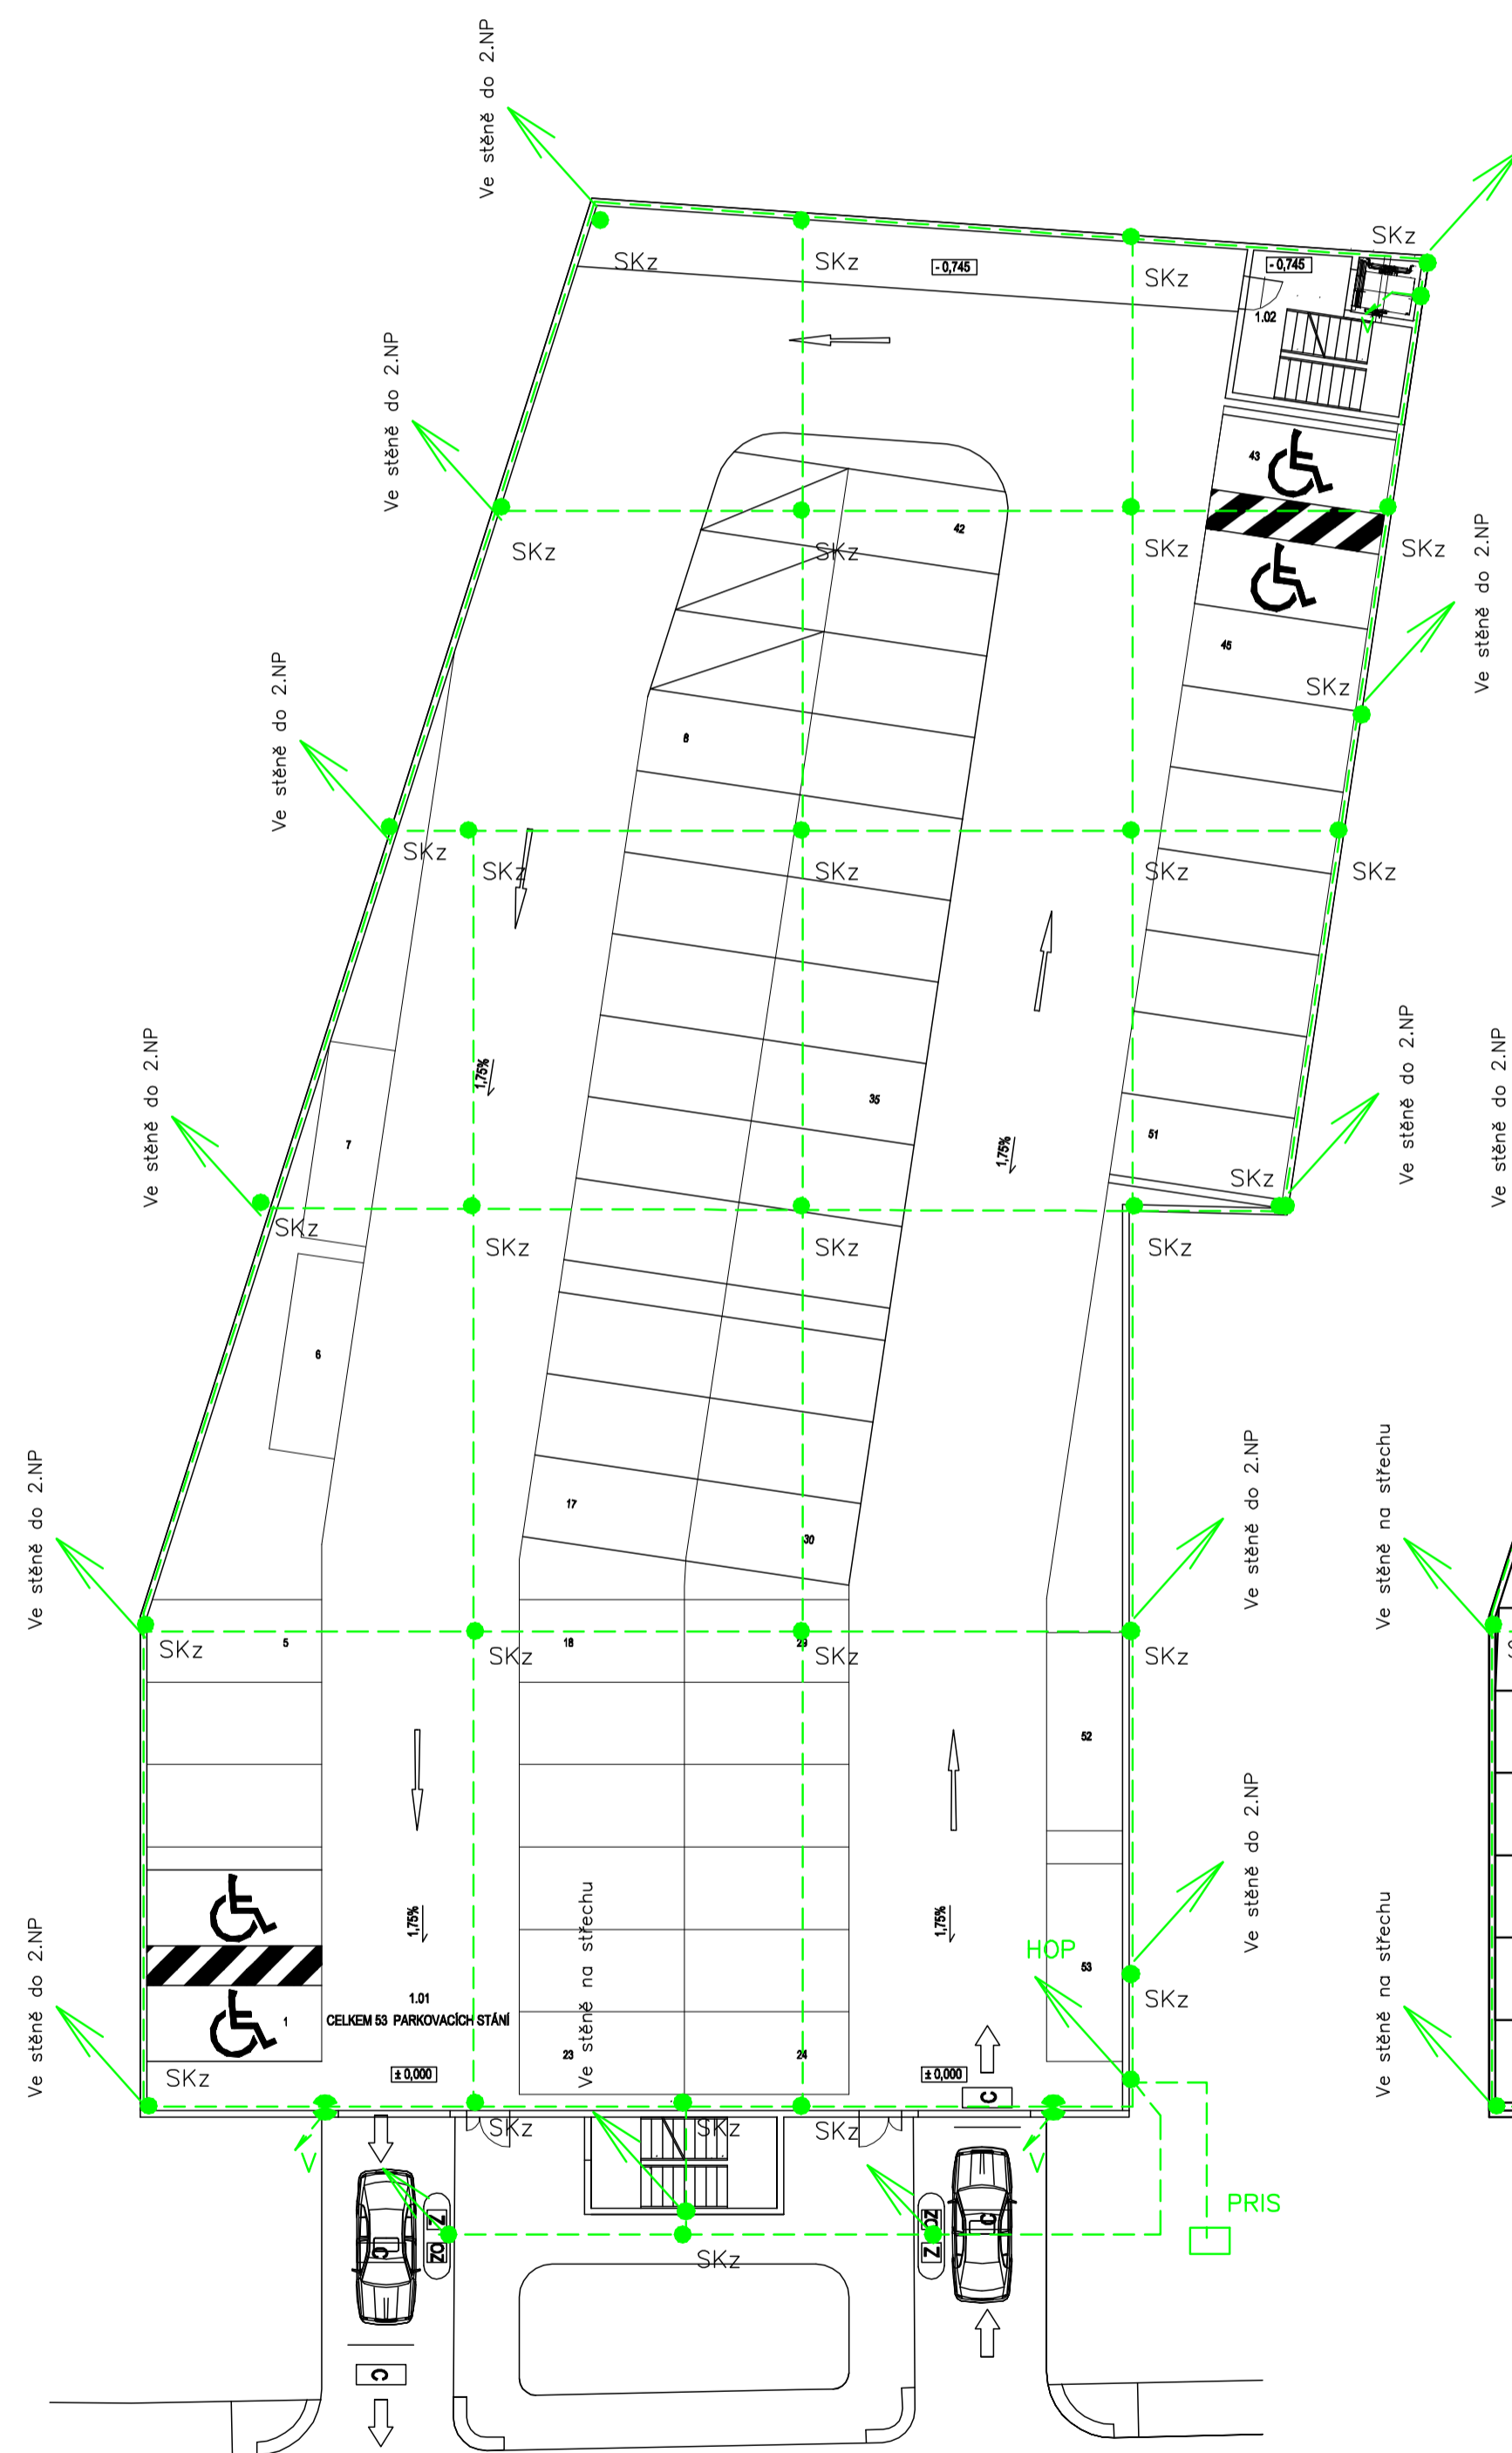 Ve stěně do 2.NP
SKz
SKz
SKz
SKz
- 0,745
- 0,745
1.02
Ve stěně do 2.NP
43
42
SKz
SKz
SKz
SKz
Ve stěně do 2.NP
45
SKz
Ve stěně do 2.NP
8
SKz
SKz
SKz
SKz
SKz
Ve stěně do 2.NP
1,75%
35
7
1,75%
51
SKz
Ve stěně do 2.NP
Ve stěně do 2.NP
SKz
SKz
SKz
SKz
6
Ve stěně do 2.NP
17
30
Ve stěně do 2.NP
Ve stěně na střechu
5
18
29
SKz
SKz
SKz
SKz
52
Ve stěně do 2.NP
1,75%
1,75%
Ve stěně na střechu
HOP
53
SKz
Ve stěně do 2.NP
Ve stěně na střechu
1
1.01
CELKEM 53 PARKOVACÍCH STÁNÍ
23
24
± 0,000
± 0,000
SKz
C
SKz
SKz
SKz
PRIS
Z
ZO
OZ
Z
C
C
SKz
C